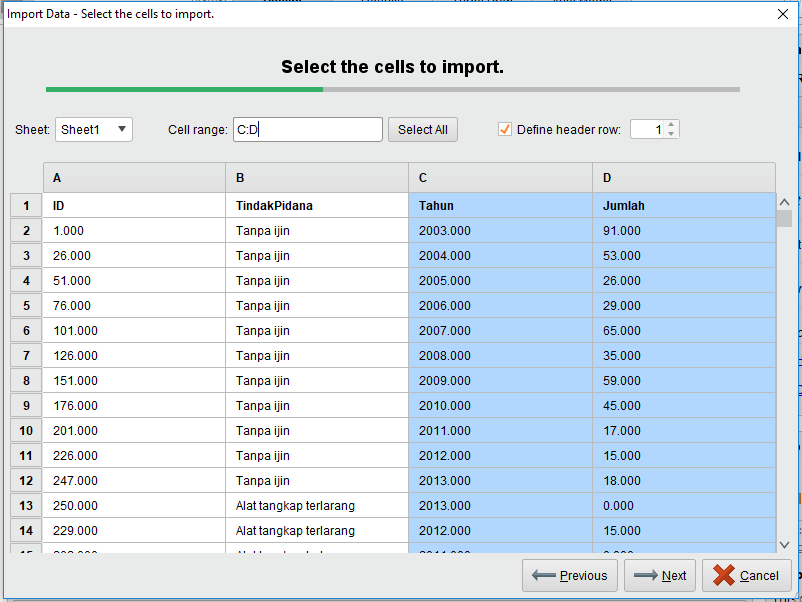 Import Data - Select the cells to import.
Select the cells to import.
Sheet: Sheet1 Cell range: C:D Select All Define header row: 1
A B C D
1 ID TindakPidana Tahun Jumlah
2 1.000 Tanpa ijin 2003.000 91.000
3 26.000 Tanpa ijin 2004.000 53.000
4 51.000 Tanpa ijin 2005.000 26.000
5 76.000 Tanpa ijin 2006.000 29.000
6 101.000 Tanpa ijin 2007.000 65.000
7 126.000 Tanpa ijin 2008.000 35.000
8 151.000 Tanpa ijin 2009.000 59.000
9 176.000 Tanpa ijin 2010.000 45.000
10 201.000 Tanpa ijin 2011.000 17.000
11 226.000 Tanpa ijin 2012.000 15.000
12 247.000 Tanpa ijin 2013.000 18.000
13 250.000 Alat tangkap terlarang 2013.000 0.000
14 229.000 Alat tangkap terlarang 2012.000 15.000
Previous Next Cancel